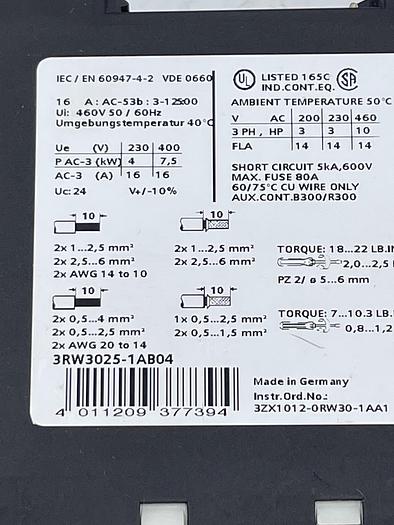 IEC / EN 60947-4-2 VDE 0660
16 A : AC-53b : 3-12:500
Ui: 460V 50 / 60Hz
Umgebungstemperatur 40°C
Ue (V) 230 400
P AC-3 (kW) 4 7,5
AC-3 (A) 16 16
Uc: 24 V+/-10%
UL LISTED 165C SA
IND.CONT.EQ.
AMBIENT TEMPERATUR 50°C
V AC 200 230 460
3 PH , HP 3 3 10
FLA 14 14 14
SHORT CIRCUIT 5kA,600V
MAX. FUSE 80A
60/75°C CU WIRE ONLY
AUX.CONT.B300/R300
10 10
2x 1...2,5 mm² 2x 1...2,5 mm²
2x 2,5...6 mm² 2x 2,5...6 mm²
2x AWG 14 to 10
TORQUE: 18...22 LB.IN
2,0...2,5
PZ 2/ ø 5...6 mm
10 10
2x 0,5...4 mm² 1x 0,5...2,5 mm²
2x 0,5...2,5 mm² 2x 0,5...1,5 mm²
2x AWG 20 to 14
TORQUE: 7...10.3 LB.
0,8...1,2
3RW3025-1AB04
4 011209 377394
Made in Germany
Instr.Ord.No.:
3ZX1012-0RW30-1AA1